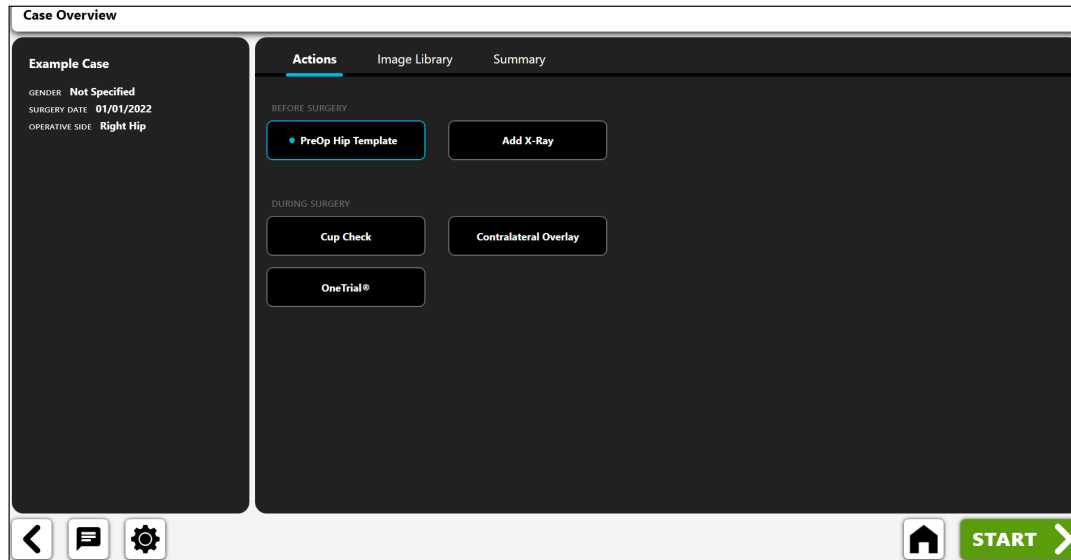 Case Overview
Example Case
GENDER Not Specified
SURGERY DATE 01/01/2022
OPERATIVE SIDE Right Hip
Actions Image Library Summary
BEFORE SURGERY
PreOp Hip Template Add X-Ray
DURING SURGERY
Cup Check Contralateral Overlay
OneTrial®
START